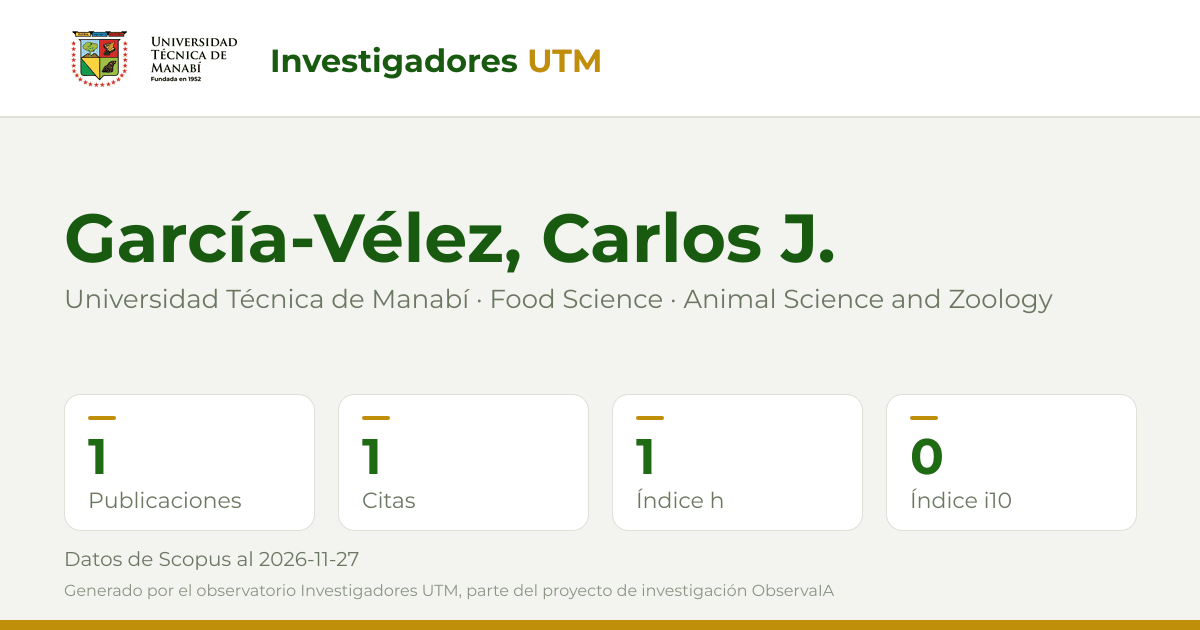 UNIVERSIDAD
TÉCNICA DE
MANABÍ
Fundada en 1952
Investigadores UTM
García-Vélez, Carlos J.
Universidad Técnica de Manabí · Food Science · Animal Science and Zoology
1
Publicaciones
1
Citas
1
Índice h
0
Índice i10
Datos de Scopus al 2026-11-27
Generado por el observatorio Investigadores UTM, parte del proyecto de investigación ObservaIA